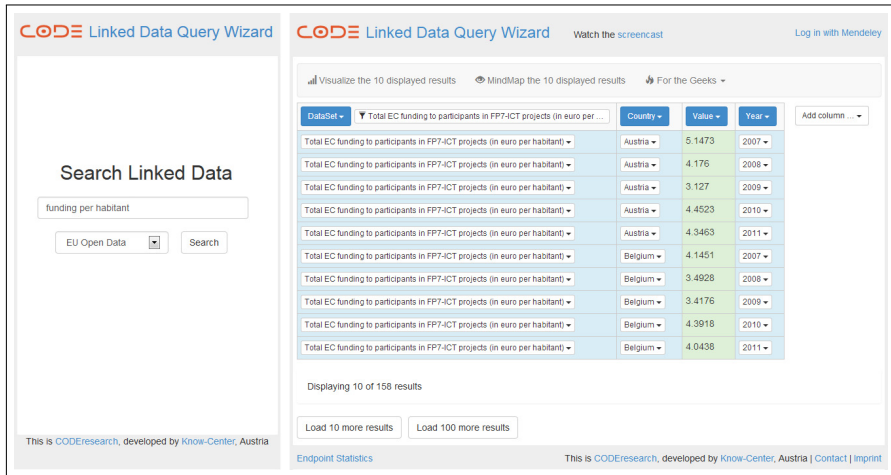 CODE Linked Data Query Wizard
Search Linked Data
funding per habitant
EU Open Data Search
This is CODEresearch, developed by Know-Center, Austria
CODE Linked Data Query Wizard Watch the screencast Log in with Mendeley
Visualize the 10 displayed results MindMap the 10 displayed results For the Geeks
DataSet Total EC funding to participants in FP7-ICT projects (in euro per ... Country Value Year Add column ...
Total EC funding to participants in FP7-ICT projects (in euro per habitant) Austria 5.1473 2007
Total EC funding to participants in FP7-ICT projects (in euro per habitant) Austria 4.176 2008
Total EC funding to participants in FP7-ICT projects (in euro per habitant) Austria 3.127 2009
Total EC funding to participants in FP7-ICT projects (in euro per habitant) Austria 4.4523 2010
Total EC funding to participants in FP7-ICT projects (in euro per habitant) Austria 4.3463 2011
Total EC funding to participants in FP7-ICT projects (in euro per habitant) Belgium 4.1451 2007
Total EC funding to participants in FP7-ICT projects (in euro per habitant) Belgium 3.4928 2008
Total EC funding to participants in FP7-ICT projects (in euro per habitant) Belgium 3.4176 2009
Total EC funding to participants in FP7-ICT projects (in euro per habitant) Belgium 4.3918 2010
Total EC funding to participants in FP7-ICT projects (in euro per habitant) Belgium 4.0438 2011
Displaying 10 of 158 results
Load 10 more results Load 100 more results
Endpoint Statistics This is CODEresearch, developed by Know-Center, Austria | Contact | Imprint